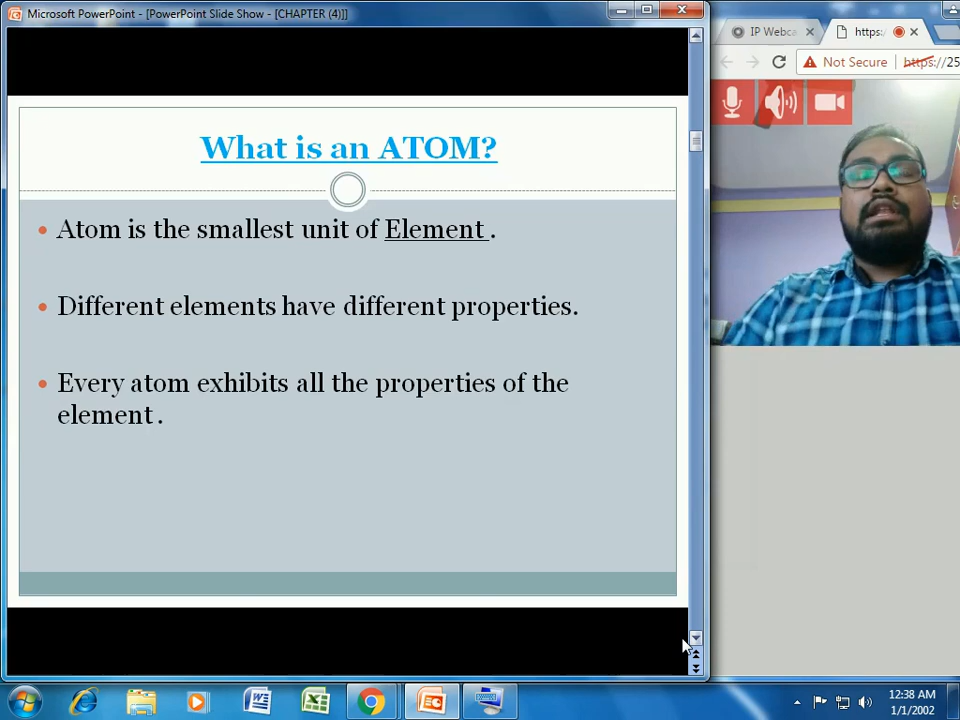 Microsoft PowerPoint - [PowerPoint Slide Show - [CHAPTER (4)]]
IP Webca
https:/
Not Secure
https://25
What is an ATOM?
• Atom is the smallest unit of Element .
• Different elements have different properties.
• Every atom exhibits all the properties of the
element .
12:38 AM
1/1/2002